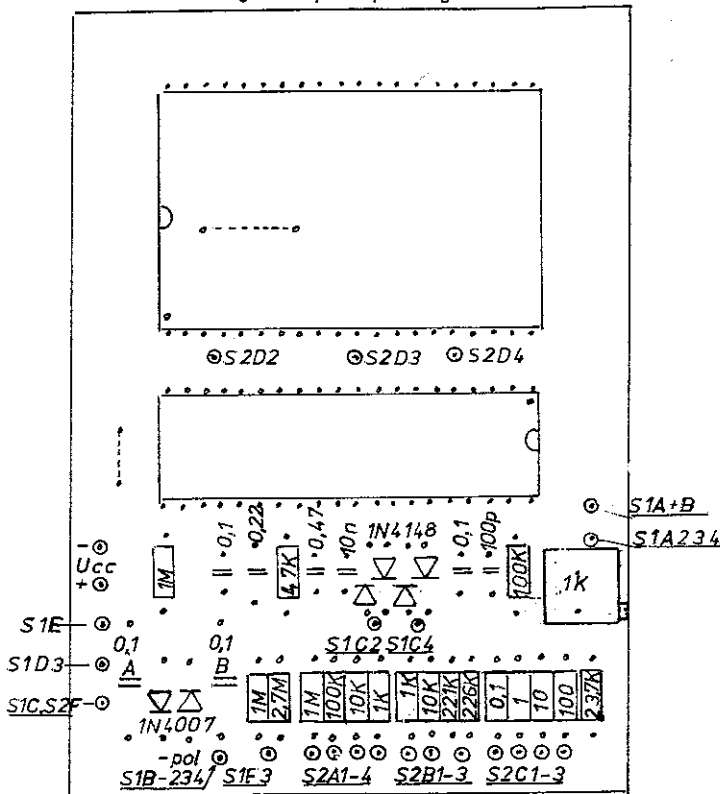 S2D2 S2D3 S2D4
S1A+B
S1A234
- Ucc +
1M 0,1 0,22 4,7K 0,47 10n 1N4148 0,1 100p 100K 1K
S1E
S1C2 S1C4
0,1 0,1
S1D3
A B
S1C,S2F
1N4007
1M 2,7M 1M 100K 10K 1K 1K 10K 221K 226K 0,1 1 10 100 237K
-pol
S1B-234 S1F3 S2A1-4 S2B1-3 S2C1-3